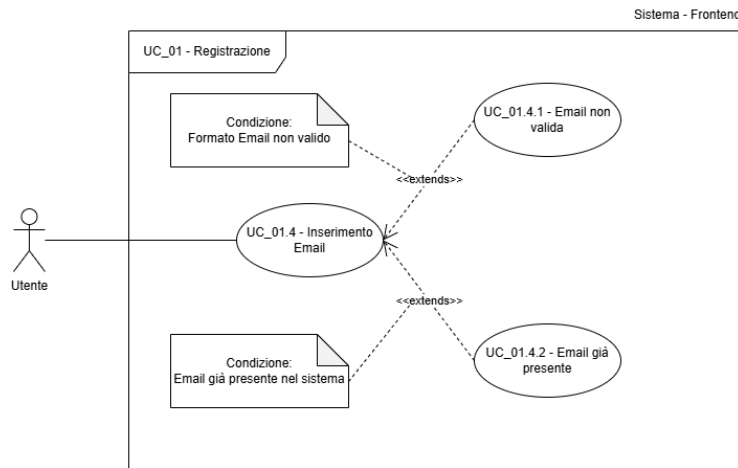 Sistema - Frontend
UC_01 - Registrazione
Condizione:
Formato Email non valido
UC_01.4.1 - Email non
valida
<<extends>>
UC_01.4 - Inserimento
Email
Utente
<<extends>>
Condizione:
Email già presente nel sistema
UC_01.4.2 - Email già
presente